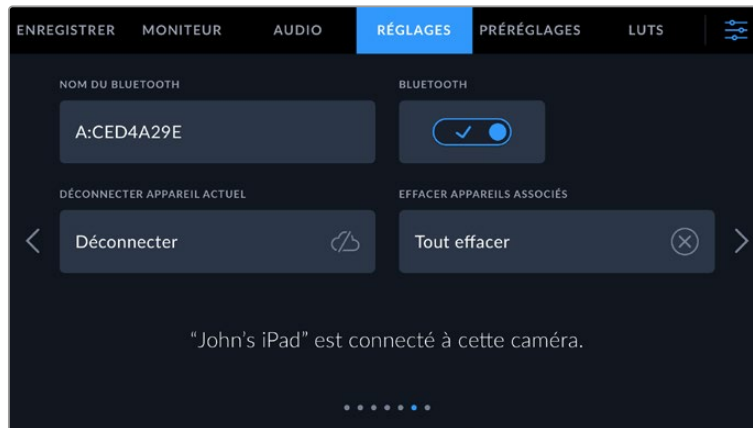 ENREGISTRER MONITEUR AUDIO RÉGLAGES PRÉRÉGLAGES LUTS
NOM DU BLUETOOTH BLUETOOTH
A:CED4A29E
DÉCONNECTER APPAREIL ACTUEL EFFACER APPAREILS ASSOCIÉS
Déconnecter Tout effacer
“John’s iPad” est connecté à cette caméra.